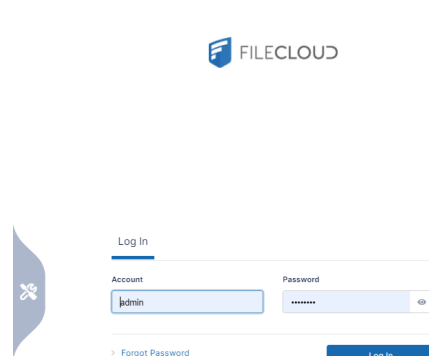 FILECLOUD
Log In
Account
Password
admin
••••••••
Forgot Password
Log In